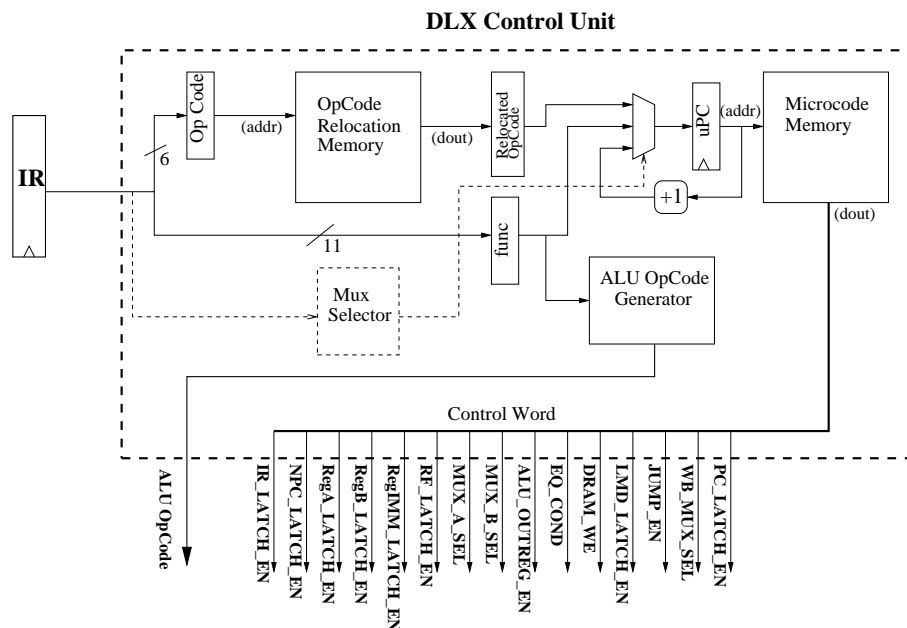 DLX Control Unit
IR
6
11
Op Code
(addr)
OpCode
Relocation
Memory
(dout)
Relocated
OpCode
uPC
(addr)
Microcode
Memory
(dout)
+1
func
Mux
Selector
ALU OpCode
Generator
Control Word
ALU OpCode
IR_LATCH_EN
NPC_LATCH_EN
RegA_LATCH_EN
RegB_LATCH_EN
RegIMM_LATCH_EN
RF_LATCH_EN
MUX_A_SEL
MUX_B_SEL
ALU_OUTREG_EN
EQ_COND
DRAM_WE
LMD_LATCH_EN
JUMP_EN
WB_MUX_SEL
PC_LATCH_EN